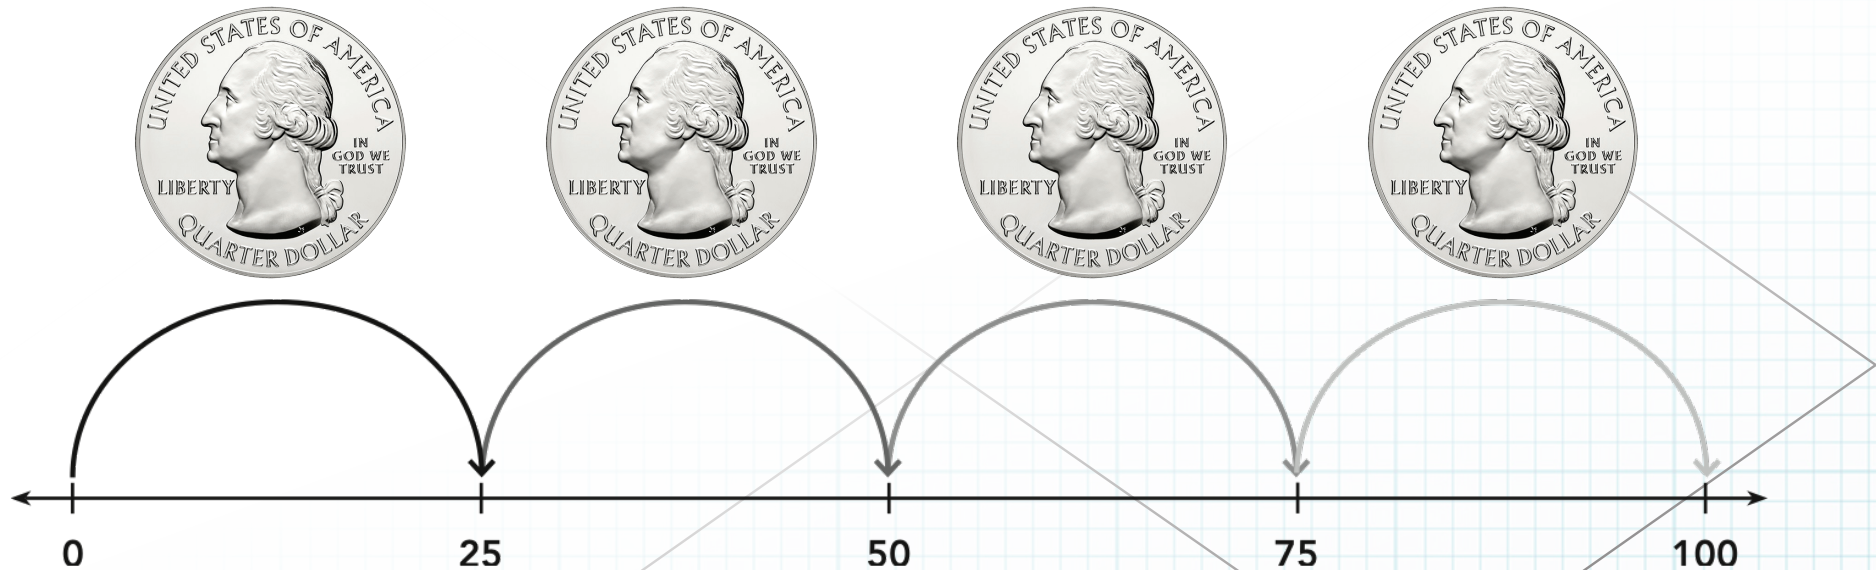 UNITED STATES OF AMERICA
IN
GOD WE
TRUST
LIBERTY
QUARTER DOLLAR
UNITED STATES OF AMERICA
IN
GOD WE
TRUST
LIBERTY
QUARTER DOLLAR
UNITED STATES OF AMERICA
IN
GOD WE
TRUST
LIBERTY
QUARTER DOLLAR
UNITED STATES OF AMERICA
IN
GOD WE
TRUST
LIBERTY
QUARTER DOLLAR
0 25 50 75 100